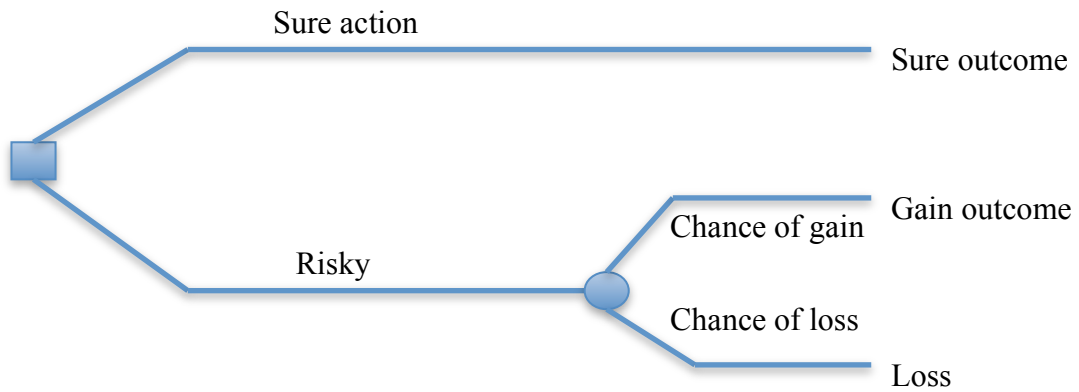 Sure action
Sure outcome
Gain outcome
Chance of gain
Risky
Chance of loss
Loss